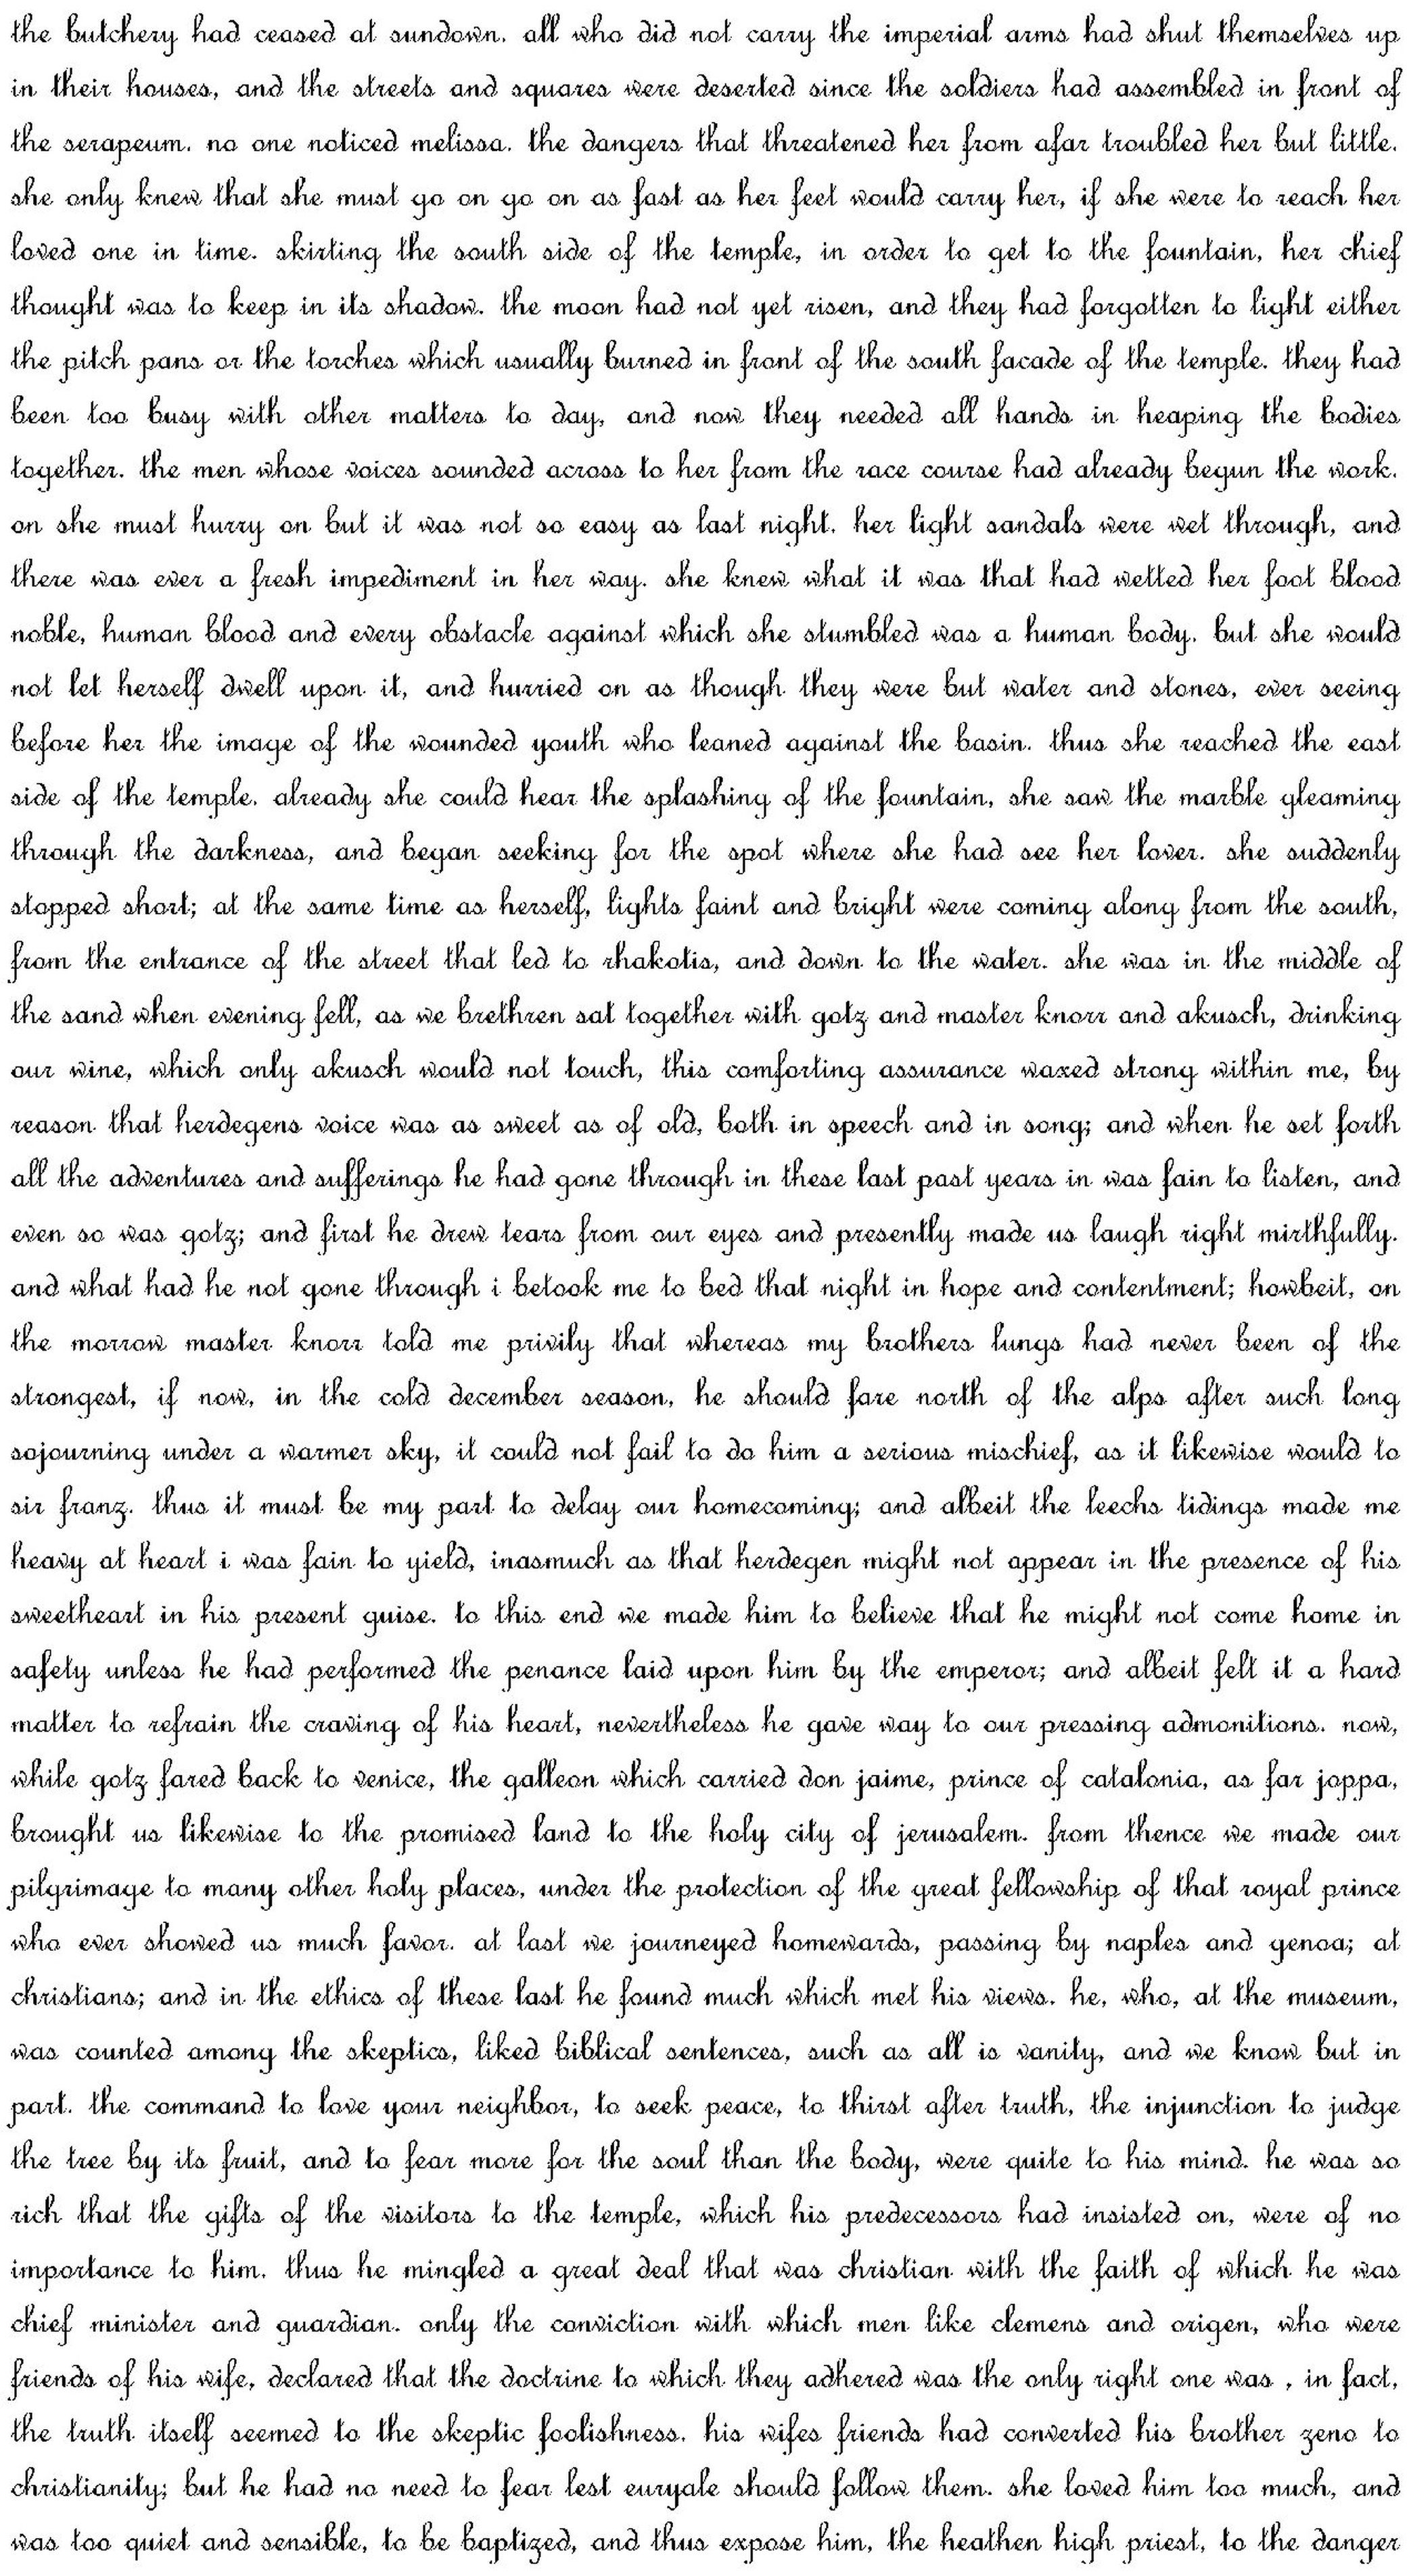 the butchery had ceased at sundown. all who did not carry the imperial arms had shut themselves up
in their houses, and the streets and squares were deserted since the soldiers had assembled in front of
the serapeum. no one noticed melissa. the dangers that threatened her from afar troubled her but little.
she only knew that she must go on go on as fast as her feet would carry her, if she were to reach her
loved one in time. skirting the south side of the temple, in order to get to the fountain, her chief
thought was to keep in its shadow. the moon had not yet risen, and they had forgotten to light either
the pitch pans or the torches which usually burned in front of the south facade of the temple. they had
been too busy with other matters to day, and now they needed all hands in heaping the bodies
together. the men whose voices sounded across to her from the race course had already begun the work.
on she must hurry on but it was not so easy as last night. her light sandals were wet through, and
there was ever a fresh impediment in her way. she knew what it was that had wetted her foot blood
noble, human blood and every obstacle against which she stumbled was a human body. but she would
not let herself dwell upon it, and hurried on as though they were but water and stones, ever seeing
before her the image of the wounded youth who leaned against the basin. thus she reached the east
side of the temple. already she could hear the splashing of the fountain, she saw the marble gleaming
through the darkness, and began seeking for the spot where she had see her lover. she suddenly
stopped short; at the same time as herself, lights faint and bright were coming along from the south,
from the entrance of the street that led to rhakotis, and down to the water. she was in the middle of
the sand when evening fell, as we brethren sat together with gotz and master knorr and akusch, drinking
our wine, which only akusch would not touch, this comforting assurance waxed strong within me, by
reason that herdegens voice was as sweet as of old, both in speech and in song; and when he set forth
all the adventures and sufferings he had gone through in these last past years in was fain to listen, and
even so was gotz; and first he drew tears from our eyes and presently made us laugh right mirthfully.
and what had he not gone through i betook me to bed that night in hope and contentment; howbeit, on
the morrow master knorr told me privily that whereas my brothers lungs had never been of the
strongest, if now, in the cold december season, he should fare north of the alps after such long
sojourning under a warmer sky, it could not fail to do him a serious mischief, as it likewise would to
sir franz. thus it must be my part to delay our homecoming; and albeit the leechs tidings made me
heavy at heart i was fain to yield, inasmuch as that herdegen might not appear in the presence of his
sweetheart in his present guise. to this end we made him to believe that he might not come home in
safety unless he had performed the penance laid upon him by the emperor; and albeit felt it a hard
matter to refrain the craving of his heart, nevertheless he gave way to our pressing admonitions. now,
while gotz fared back to venice, the galleon which carried don jaime, prince of catalonia, as far joppa,
brought us likewise to the promised land to the holy city of jerusalem. from thence we made our
pilgrimage to many other holy places, under the protection of the great fellowship of that royal prince
who ever showed us much favor. at last we journeyed homewards, passing by naples and genoa; at
christians; and in the ethics of these last he found much which met his views. he, who, at the museum,
was counted among the skeptics, liked biblical sentences, such as all is vanity, and we know but in
part. the command to love your neighbor, to seek peace, to thirst after truth, the injunction to judge
the tree by its fruit, and to fear more for the soul than the body, were quite to his mind. he was so
rich that the gifts of the visitors to the temple, which his predecessors had insisted on, were of no
importance to him. thus he mingled a great deal that was christian with the faith of which he was
chief minister and guardian. only the conviction with which men like clemens and origen, who were
friends of his wife, declared that the doctrine to which they adhered was the only right one was , in fact,
the truth itself seemed to the skeptic foolishness. his wifes friends had converted his brother zeno to
christianity; but he had no need to fear lest euryale should follow them. she loved him too much, and
was too quiet and sensible, to be baptized, and thus expose him, the heathen high priest, to the danger